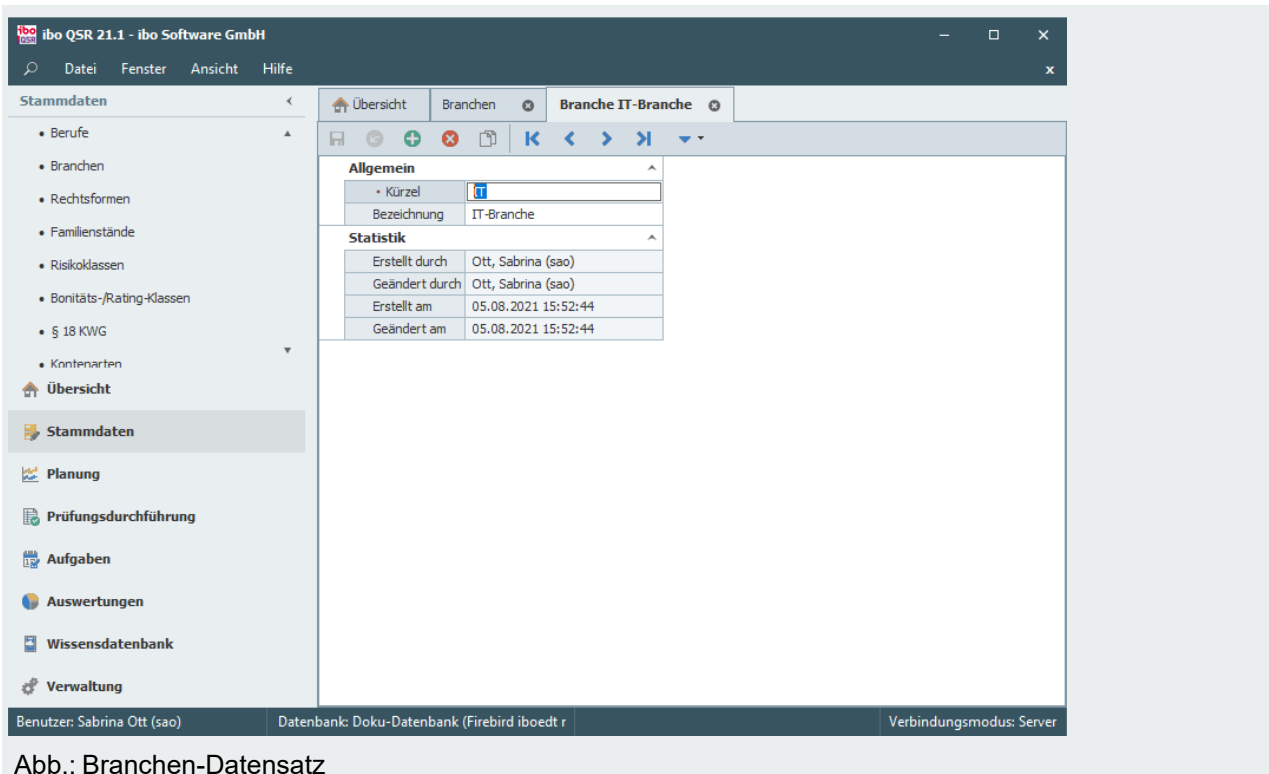 ibo QSR 21.1 - ibo Software GmbH
Datei Fenster Ansicht Hilfe x
Stammdaten
Übersicht Branchen Branche IT-Branche
• Berufe
• Branchen
• Rechtsformen
• Familienstände
• Risikoklassen
• Bonitäts-/Rating-Klassen
• § 18 KWG
• Kontenarten
Übersicht
Stammdaten
Planung
Prüfungsdurchführung
Aufgaben
Auswertungen
Wissensdatenbank
Verwaltung
Allgemein
• Kürzel IT
Bezeichnung IT-Branche
Statistik
Erstellt durch Ott, Sabrina (sao)
Geändert durch Ott, Sabrina (sao)
Erstellt am 05.08.2021 15:52:44
Geändert am 05.08.2021 15:52:44
Benutzer: Sabrina Ott (sao) Datenbank: Doku-Datenbank (Firebird iboedt r Verbindungsmodus: Server
Abb.: Branchen-Datensatz